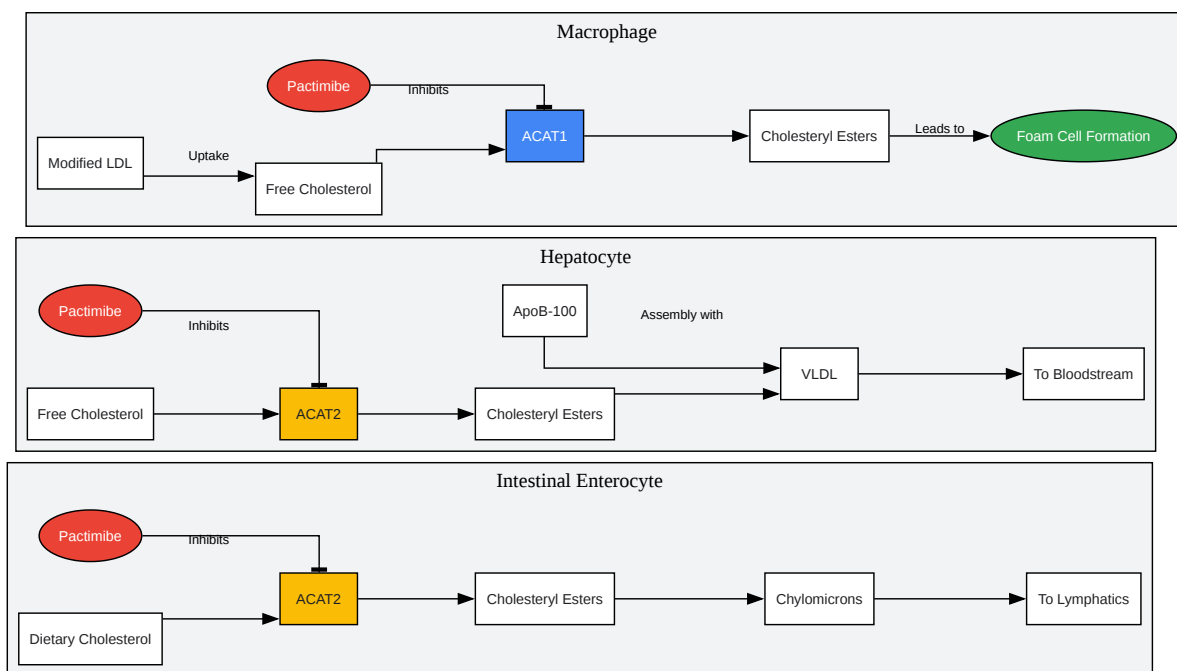 Macrophage
Pactimibe
Inhibits
ACAT1
Cholesteryl Esters
Leads to
Foam Cell Formation
Modified LDL
Uptake
Free Cholesterol
Hepatocyte
Pactimibe
Inhibits
ApoB-100
Assembly with
VLDL
To Bloodstream
Free Cholesterol
ACAT2
Cholesteryl Esters
Intestinal Enterocyte
Pactimibe
Inhibits
ACAT2
Cholesteryl Esters
Chylomicrons
To Lymphatics
Dietary Cholesterol